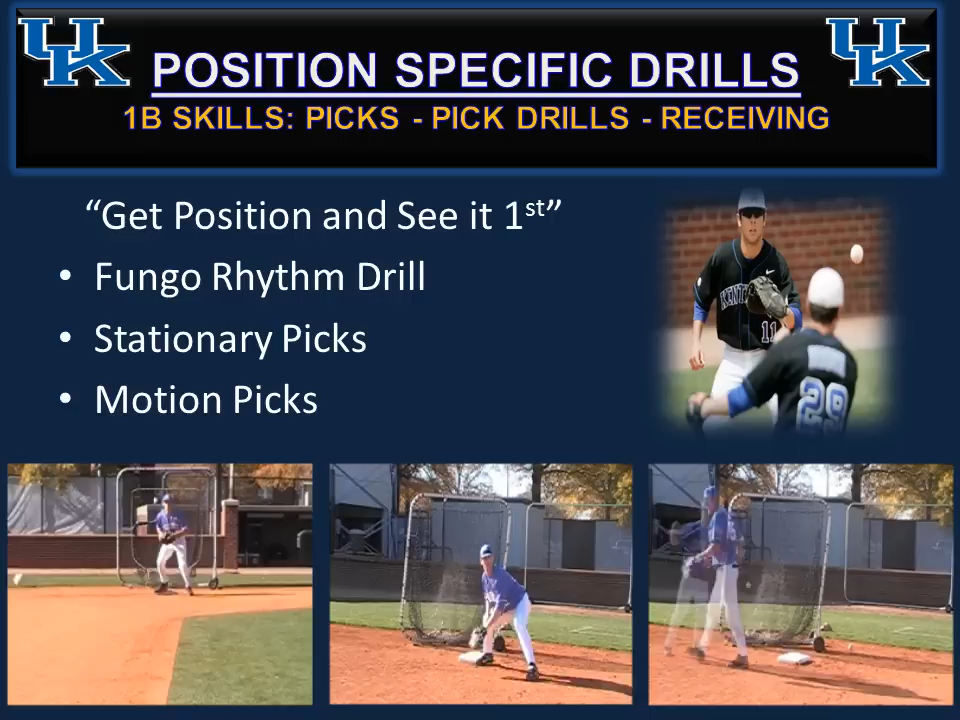 UK
UK
POSITION SPECIFIC DRILLS
1B SKILLS: PICKS - PICK DRILLS - RECEIVING
“Get Position and See it 1st”
• Fungo Rhythm Drill
• Stationary Picks
• Motion Picks
KENT
11
29